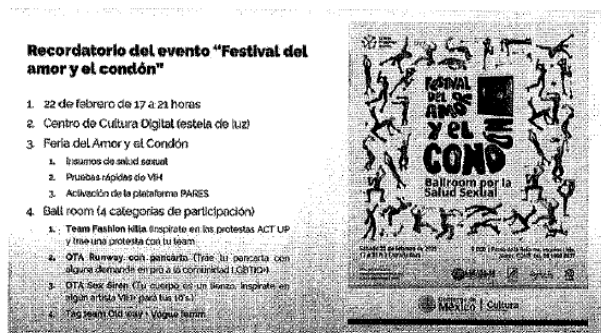 Recordatorio del evento "Festival del
amor y el condón"
1. 22 de febrero de 17 a 21 horas
2. Centro de Cultura Digital (estela de luz)
3. Feria del Amor y el Condón
1. Insumos de salud sexual
2. Pruebas rápidas de VIH
3. Activación de la plataforma PARES
4. Ball room (4 categorías de participación)
1. Team Fashion killa (Inspirate en los protestas ACT UP
y trae una protesta con tu team
2. OTA Runway con pancarta (Trae tu pancarta con
alguna demanda en pro a la comunidad LGBTIQ+)
3. OTA Sex Siren (Tu cuerpo es un lienzo, inspirate en
algún artista VIH+ para tus 10's)
4. Tag team Old way + Vogue femm
FESTIVAL
DEL DE
AMOR
y el
COND
Ballroom por la
Salud Sexual
México | Cultura